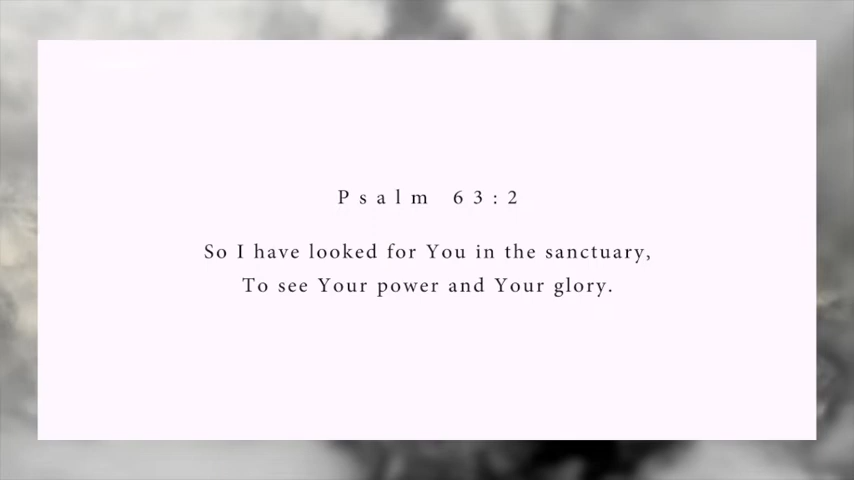 Psalm 63:2
So I have looked for You in the sanctuary,
To see Your power and Your glory.